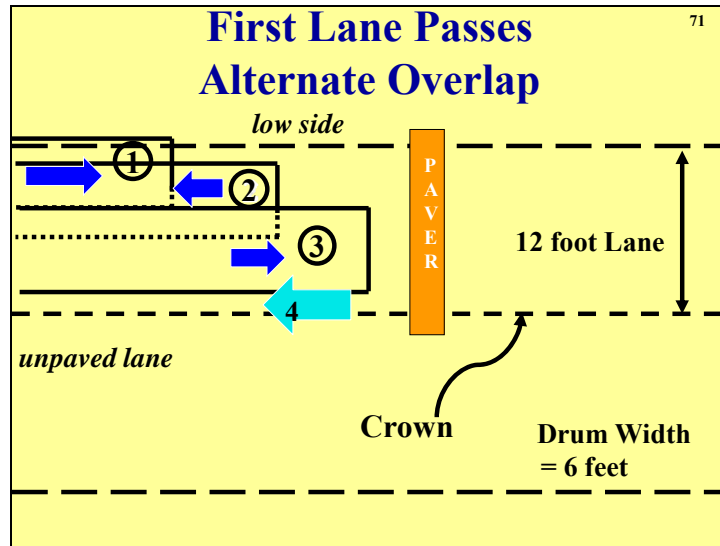 First Lane Passes
71
Alternate Overlap
low side
1
2
3
4
PAVER
12 foot Lane
unpaved lane
Crown
Drum Width
= 6 feet